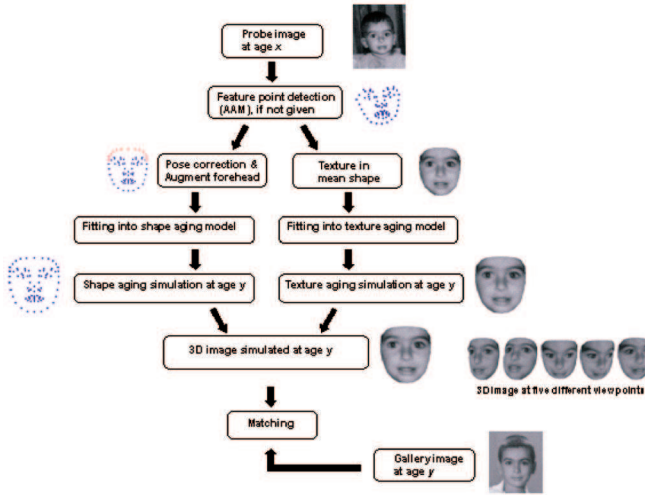 Probe image
at age x
Feature point detection
(AAM), if not given
Pose correction &
Augment forehead
Texture in
mean shape
Fitting into shape aging model
Fitting into texture aging model
Shape aging simulation at age y
Texture aging simulation at age y
3D image simulated at age y
3D image at five different viewpoints
Matching
Gallery image
at age y